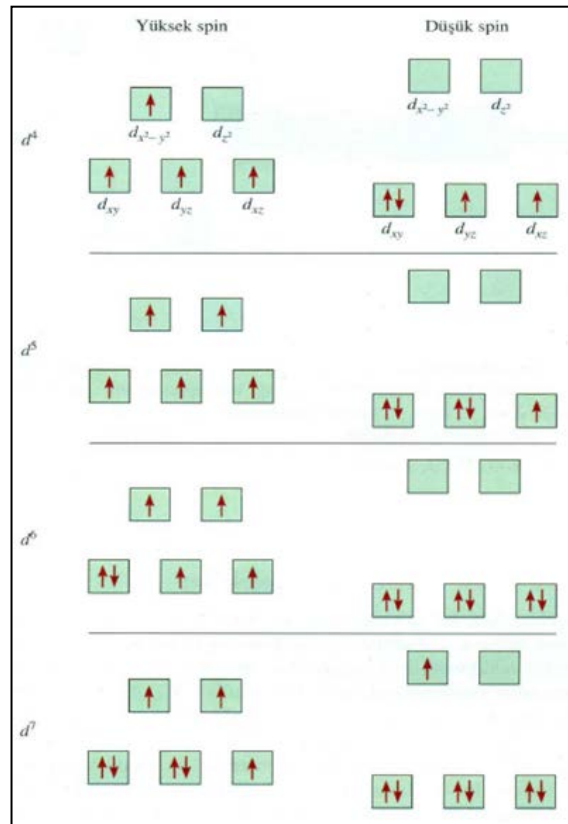 Yüksek spin Düşük spin
d⁴
dx²−y² dz² dx²−y² dz²
dxy dyz dxz dxy dyz dxz
d⁵
d⁶
d⁷